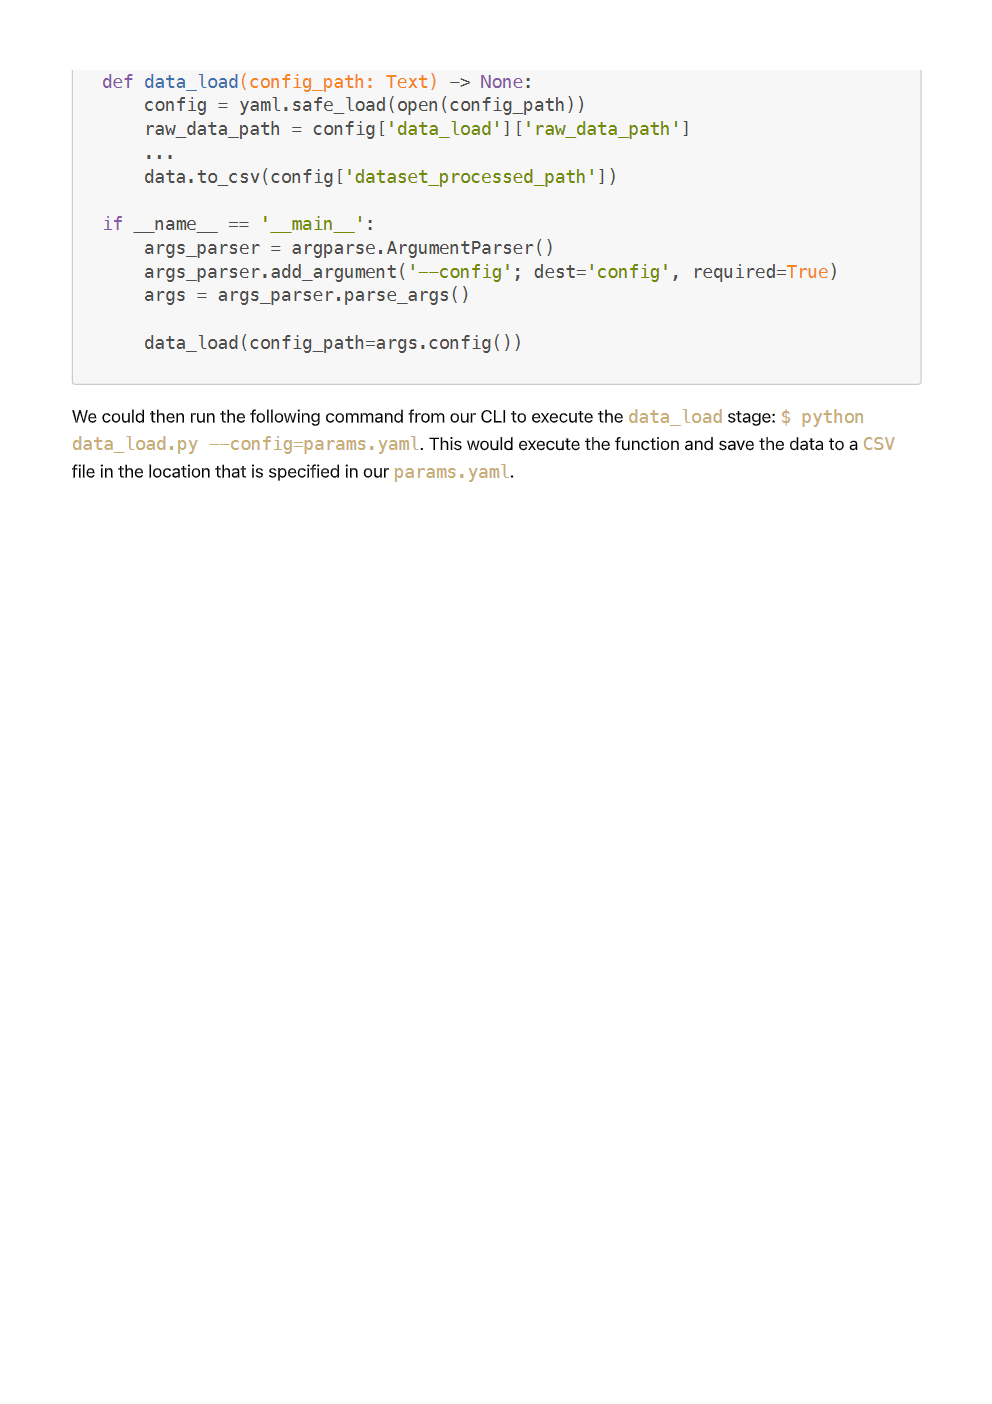 def data_load(config_path: Text) -> None:
    config = yaml.safe_load(open(config_path))
    raw_data_path = config['data_load']['raw_data_path']
    ...
    data.to_csv(config['dataset_processed_path'])

if __name__ == '__main__':
    args_parser = argparse.ArgumentParser()
    args_parser.add_argument('--config'; dest='config', required=True)
    args = args_parser.parse_args()

    data_load(config_path=args.config())

We could then run the following command from our CLI to execute the data_load stage: $ python
data_load.py --config=params.yaml. This would execute the function and save the data to a CSV
file in the location that is specified in our params.yaml.